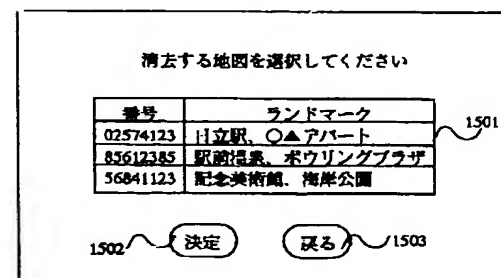 消去する地図を選択してください
番号 ランドマーク
02574123 日立駅、○▲アパート 1501
85612385 駅前温泉、ボウリングプラザ
56841123 記念美術館、海岸公園
1502 決定 戻る 1503